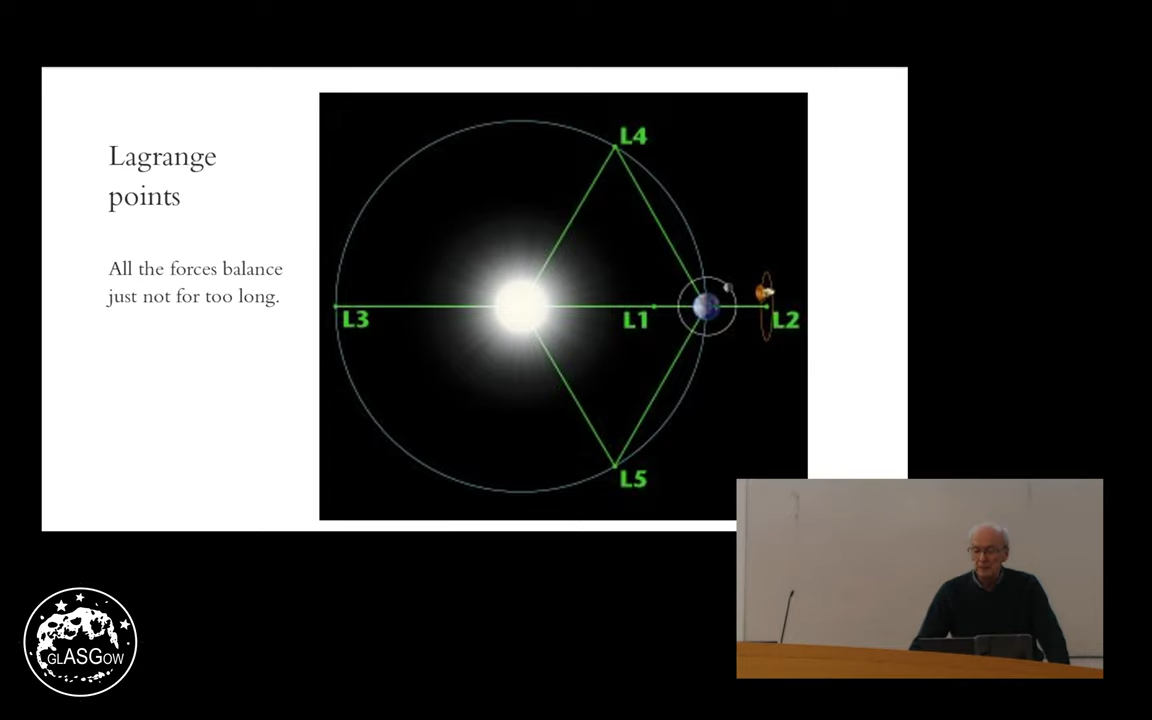 Lagrange
points
All the forces balance
just not for too long.
L4
L3
L1
L2
L5
GLASGOW